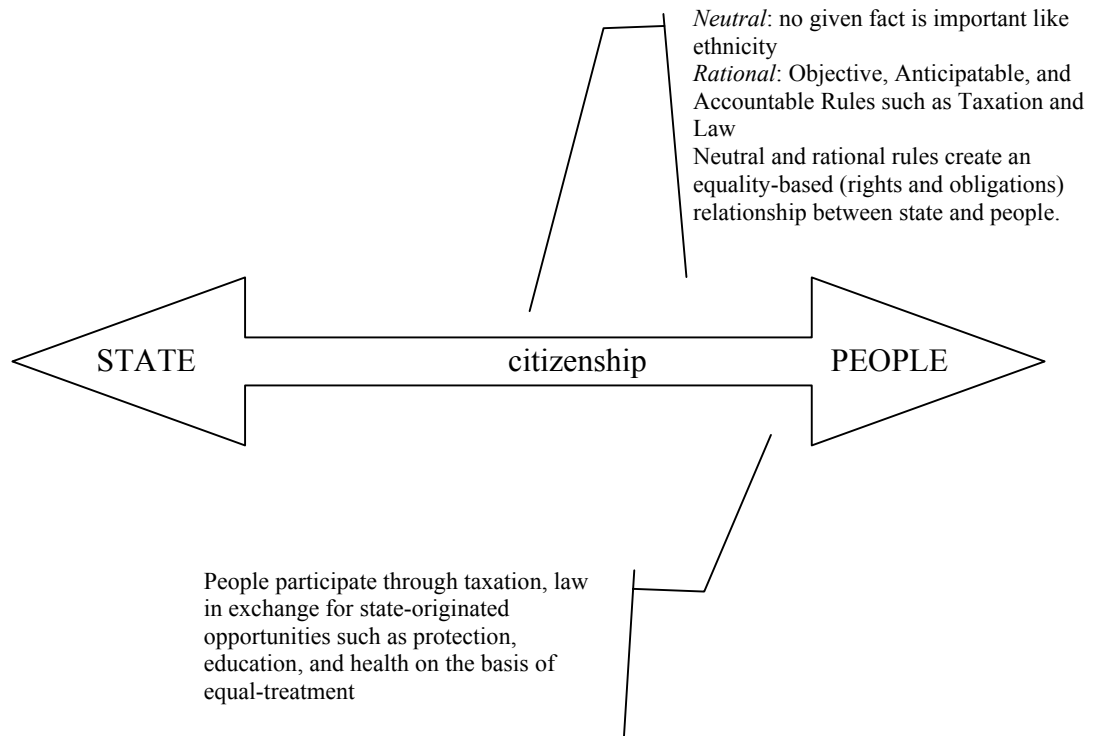 Neutral: no given fact is important like
ethnicity
Rational: Objective, Anticipatable, and
Accountable Rules such as Taxation and
Law
Neutral and rational rules create an
equality-based (rights and obligations)
relationship between state and people.
STATE citizenship PEOPLE
People participate through taxation, law
in exchange for state-originated
opportunities such as protection,
education, and health on the basis of
equal-treatment